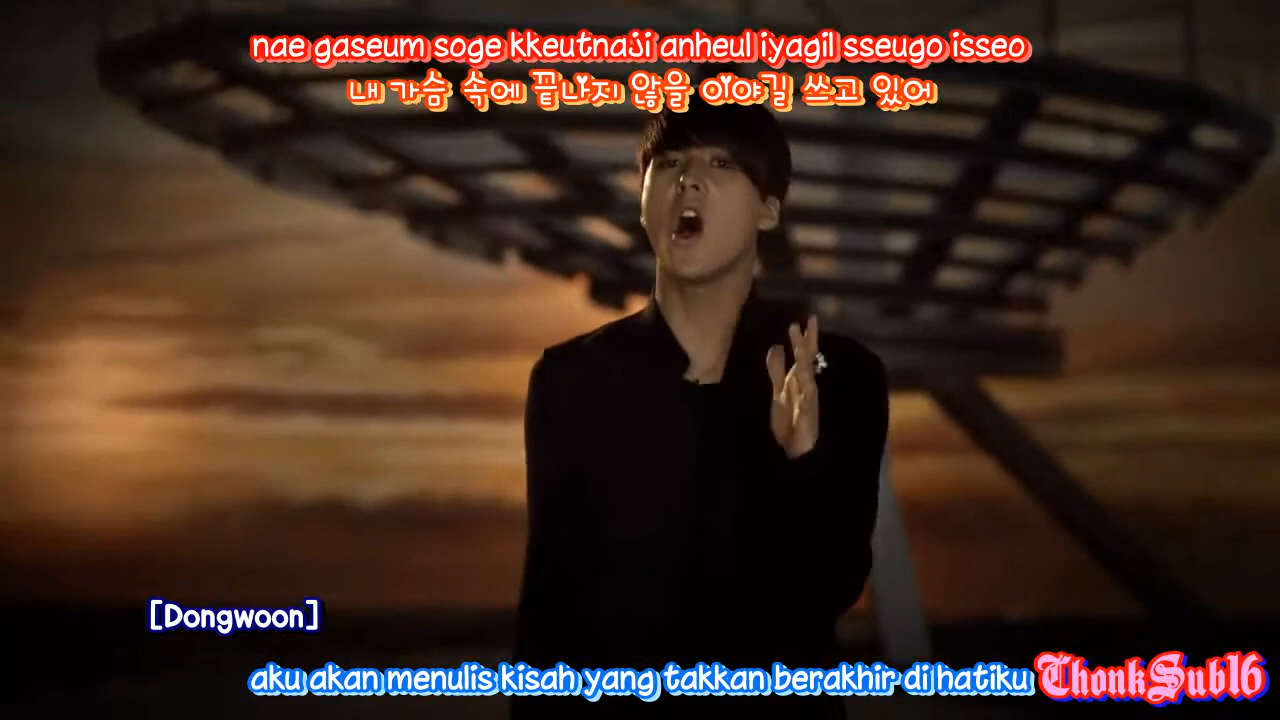 nae gaseum soge kkeutnaji anheul iyagil sseugo isseo
내 가슴 속에 끝나지 않을 이야길 쓰고 있어
[Dongwoon]
aku akan menulis kisah yang takkan berakhir di hatiku
ThonkSub16